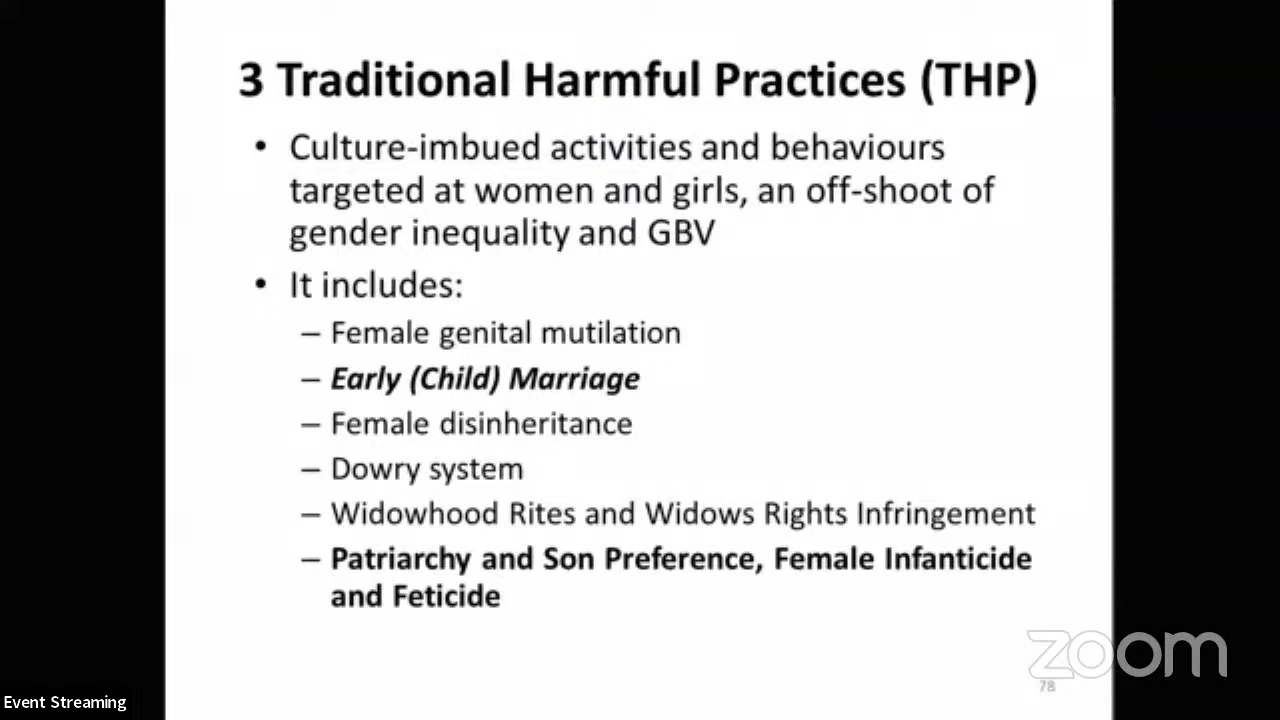 3 Traditional Harmful Practices (THP)
• Culture-imbued activities and behaviours
targeted at women and girls, an off-shoot of
gender inequality and GBV
• It includes:
– Female genital mutilation
– Early (Child) Marriage
– Female disinheritance
– Dowry system
– Widowhood Rites and Widows Rights Infringement
– Patriarchy and Son Preference, Female Infanticide
and Feticide
zoom
78
Event Streaming